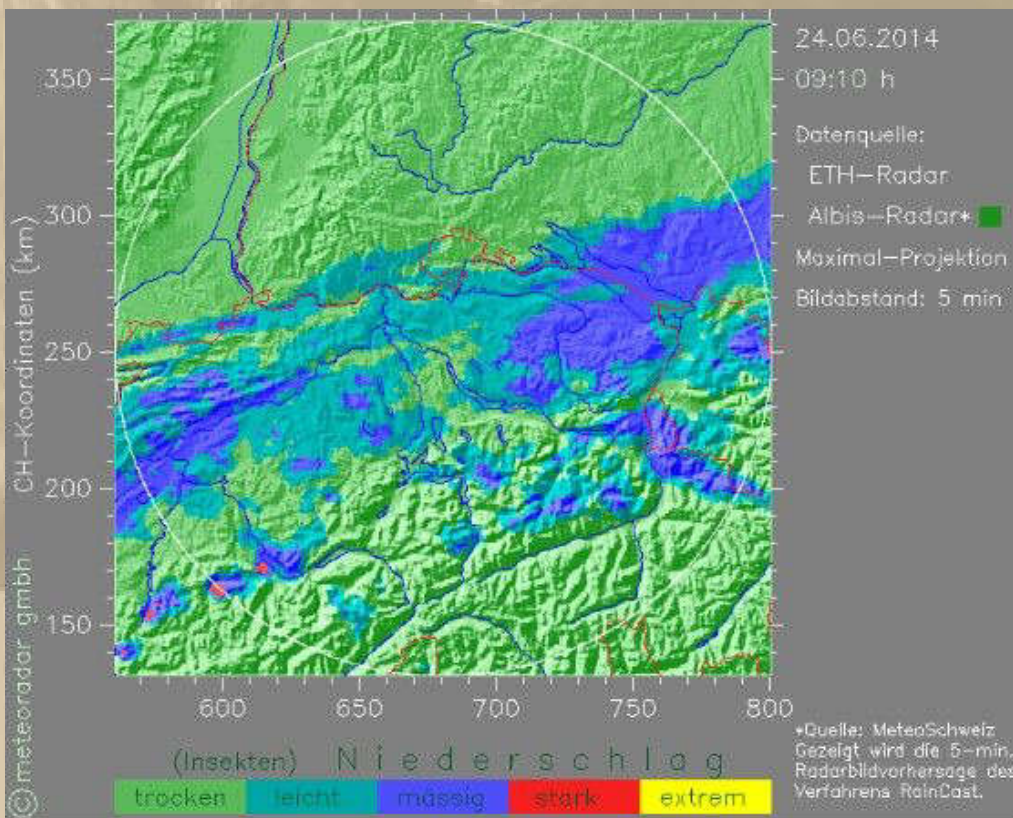 24.06.2014
09:10 h
Datenquelle:
ETH-Radar
Albis-Radar*
Maximal-Projektion
Bildabstand: 5 min
350
300
250
200
150
CH-Koordinaten (km)
©meteoradar gmbh
600 650 700 750 800
(Insekten) Niederschlag
trocken leicht mässig stark extrem
*Quelle: MeteoSchweiz
Gezeigt wird die 5-min.
Radarbildvorhersage des
Verfahrens RainCast.